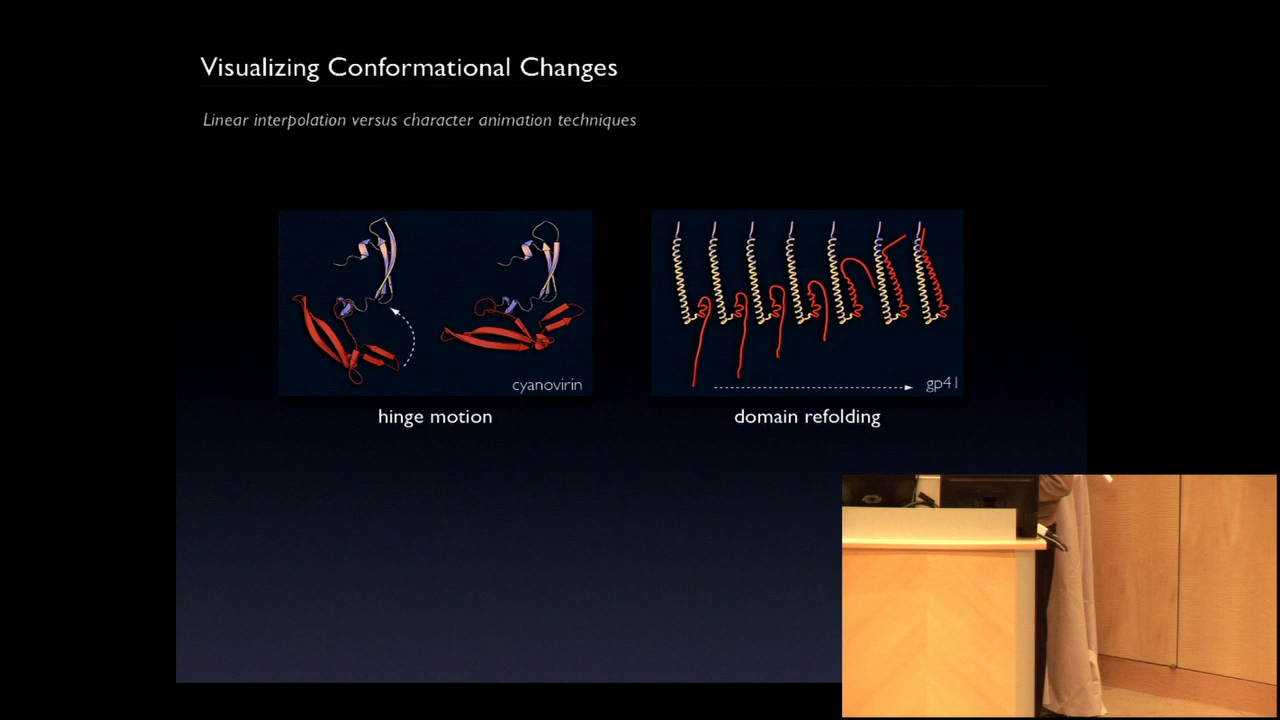 Visualizing Conformational Changes
Linear interpolation versus character animation techniques
cyanovirin
gp41
hinge motion
domain refolding